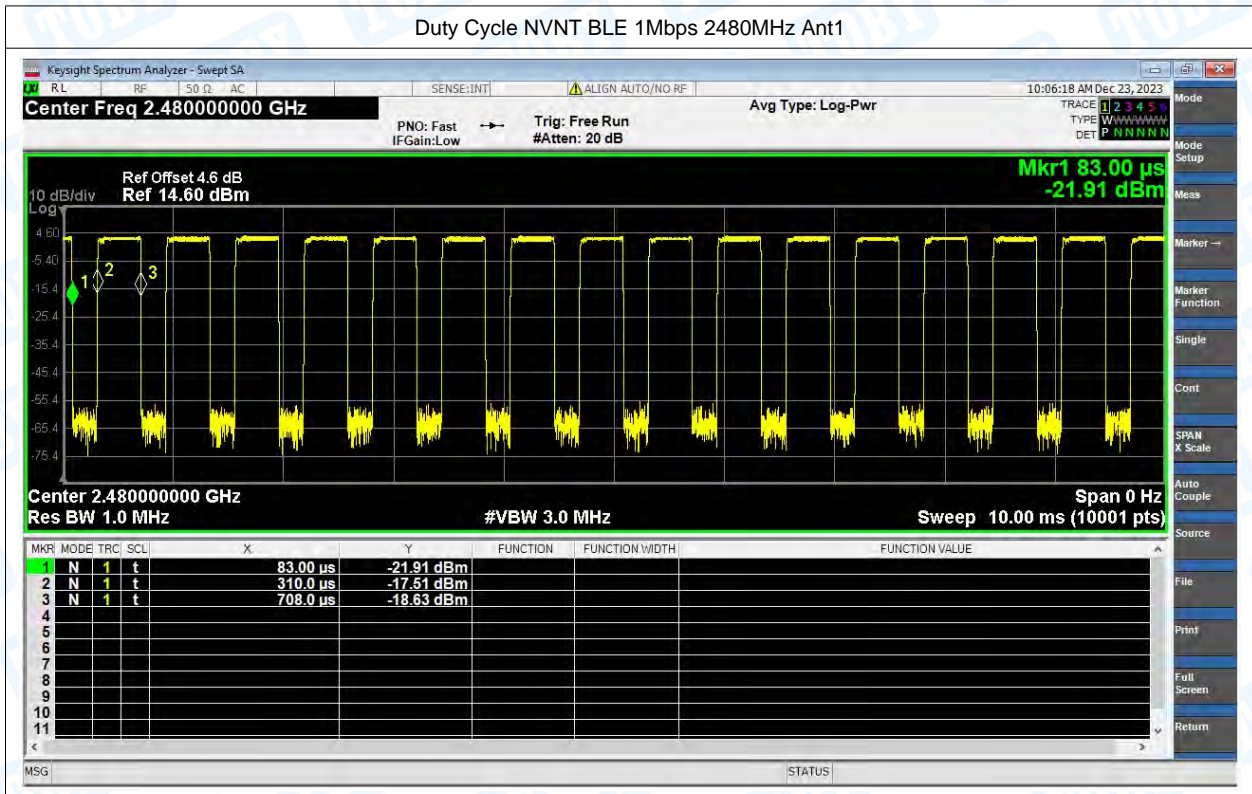 Duty Cycle NVNT BLE 1Mbps 2480MHz Ant1
Keysight Spectrum Analyzer - Swept SA
LXI RL RF 50 Ω AC SENSE:INT ALIGN AUTO/NO RF 10:06:18 AM Dec 23, 2023
Center Freq 2.480000000 GHz
PNO: Fast
IFGain:Low
Trig: Free Run
#Atten: 20 dB
Avg Type: Log-Pwr
TRACE 1 2 3 4 5 6
TYPE WWWWWW
DET P N N N N N
Mkr1 83.00 µs
-21.91 dBm
Ref Offset 4.6 dB
10 dB/div Ref 14.60 dBm
Log
4.60
-5.40
-15.4
-25.4
-35.4
-45.4
-55.4
-65.4
-75.4
1 2 3
Center 2.480000000 GHz Span 0 Hz
Res BW 1.0 MHz #VBW 3.0 MHz Sweep 10.00 ms (10001 pts)
MKR MODE TRC SCL X Y FUNCTION FUNCTION WIDTH FUNCTION VALUE
1 N 1 t 83.00 µs -21.91 dBm
2 N 1 t 310.0 µs -17.51 dBm
3 N 1 t 708.0 µs -18.63 dBm
4
5
6
7
8
9
10
11
MSG STATUS
Mode
Mode
Setup
Meas
Marker →
Marker
Function
Single
Cont
SPAN
X Scale
Auto
Couple
Source
File
Print
Full
Screen
Return
TOBY